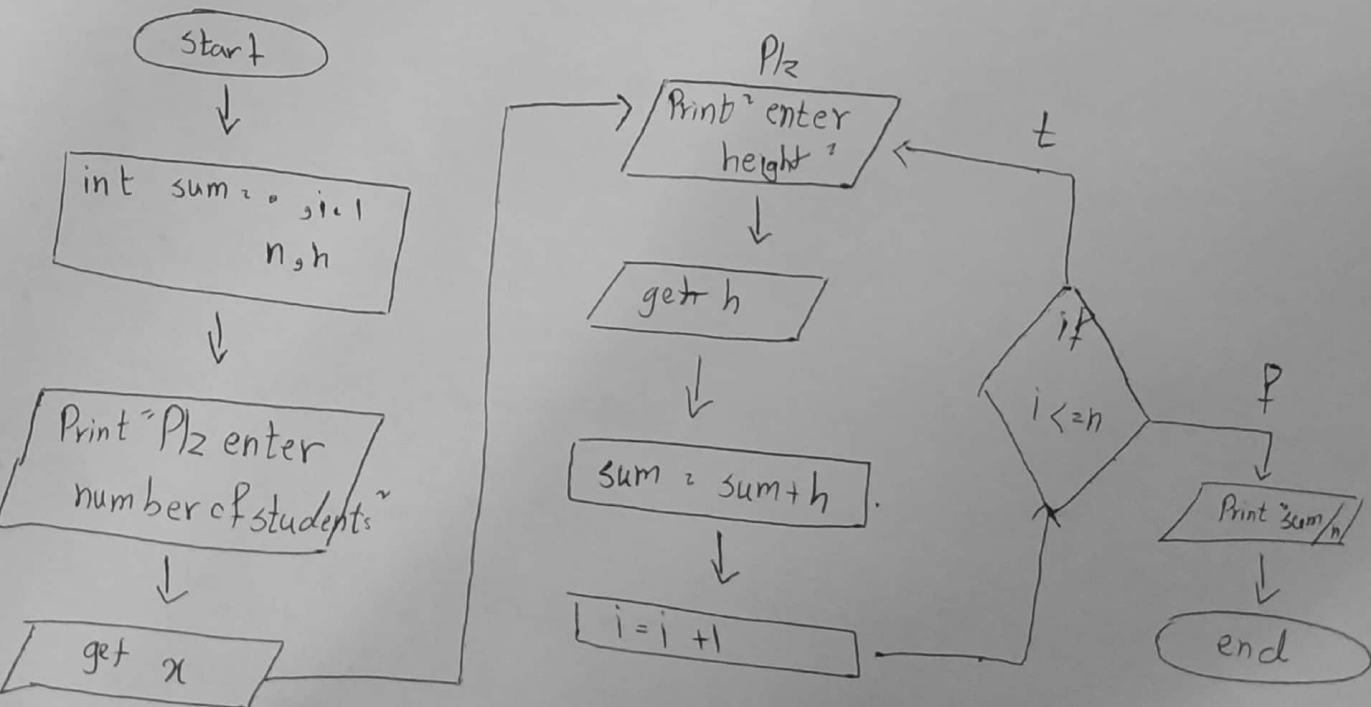 start
int sum = 0 , i = 1
n , h
Print "Plz enter
number of students"
get x
Plz
Print " enter
height "
get h
sum = sum + h
i = i + 1
t
if
i <= n
f
Print "sum/n
end